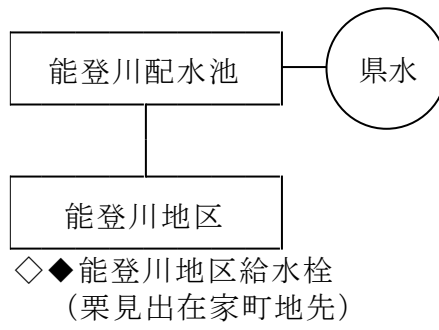 能登川配水池
県水
能登川地区
◇◆能登川地区給水栓
(栗見出在家町地先)